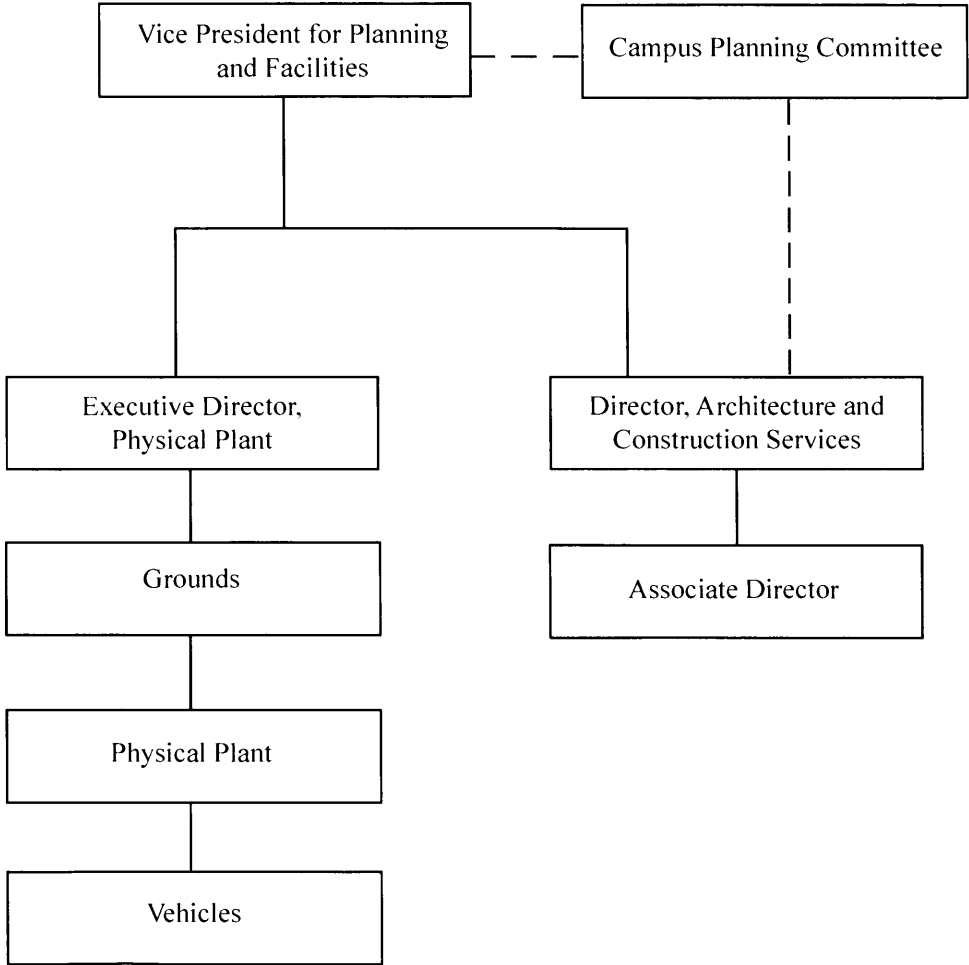 Vice President for Planning
and Facilities
Campus Planning Committee
Executive Director,
Physical Plant
Director, Architecture and
Construction Services
Grounds
Associate Director
Physical Plant
Vehicles